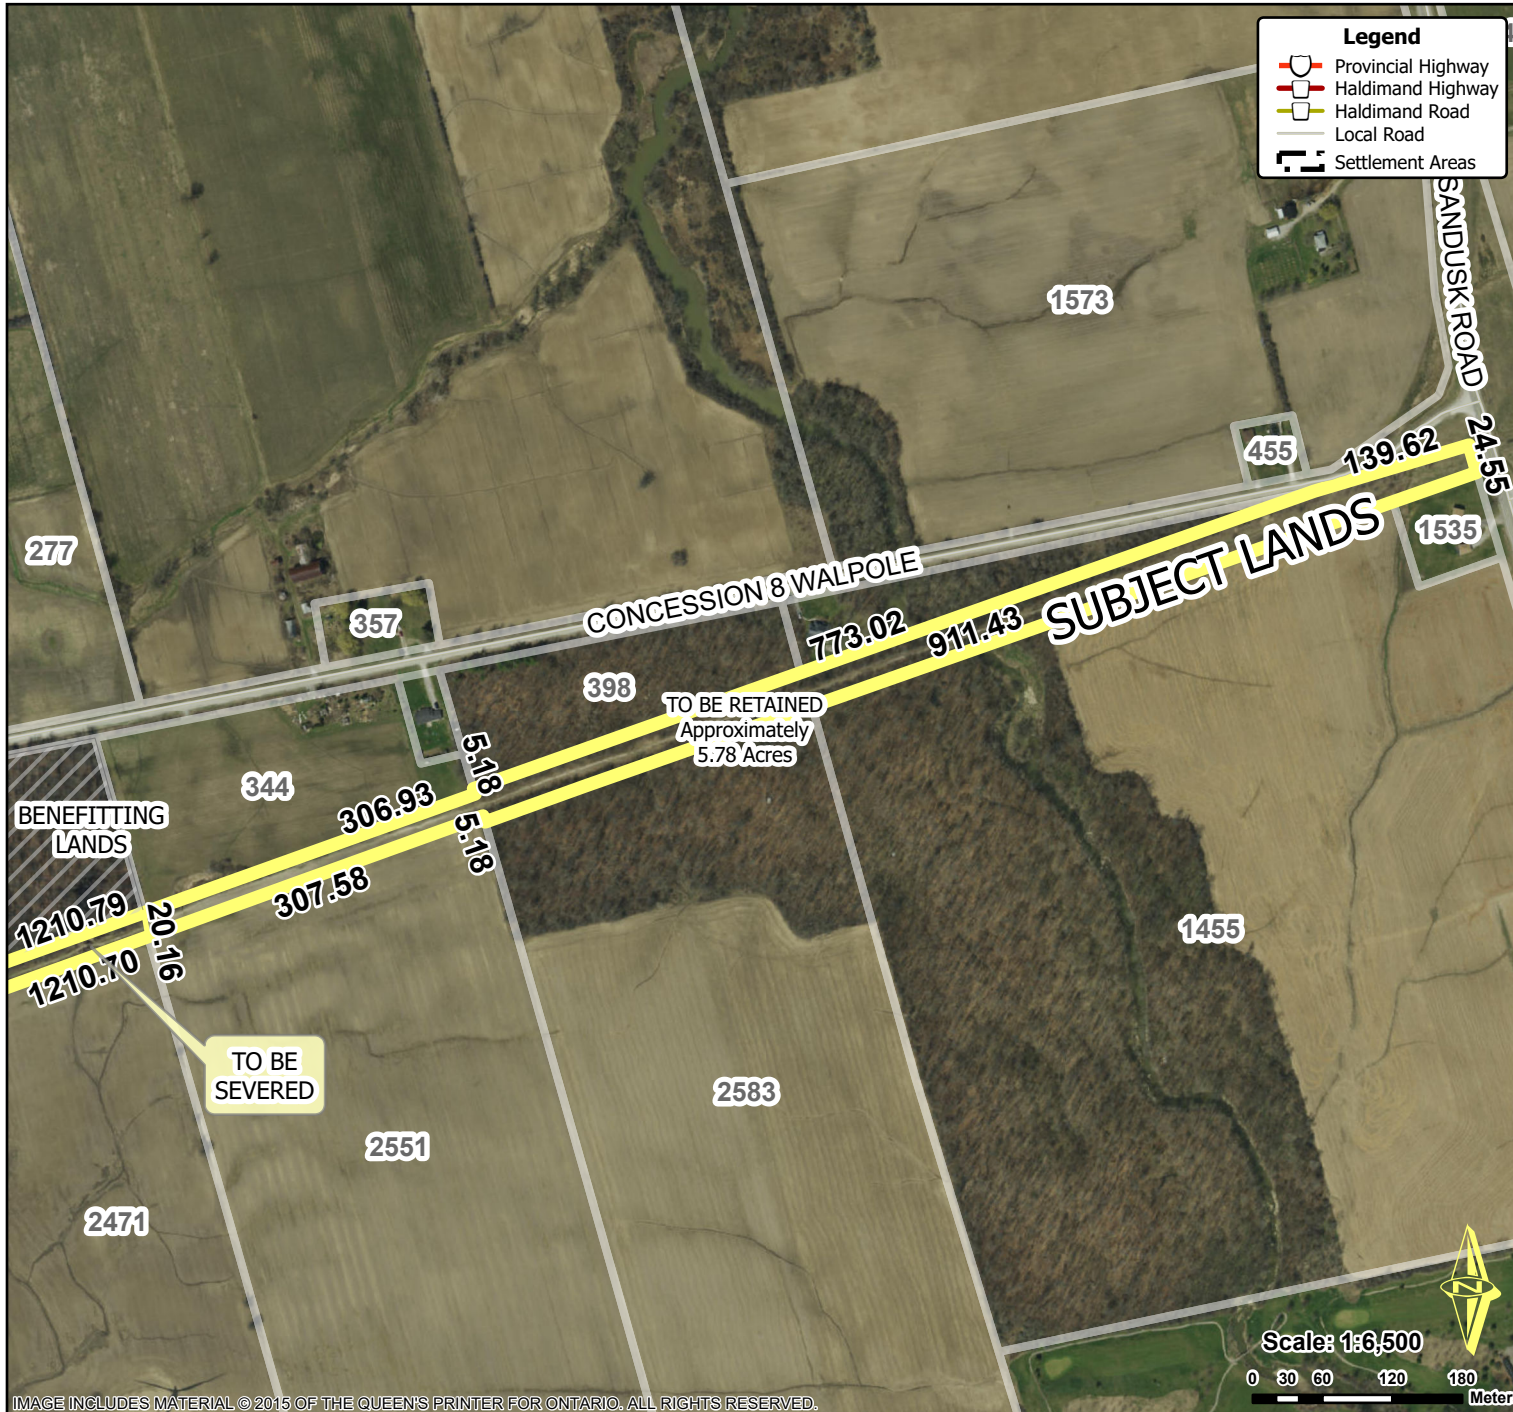 Legend
Provincial Highway
Haldimand Highway
Haldimand Road
Local Road
Settlement Areas
SANDUSK ROAD
1573
455
139.62
24.55
1535
277
357
CONCESSION 8 WALPOLE
SUBJECT LANDS
773.02
911.43
398
TO BE RETAINED
Approximately
5.78 Acres
5.18
5.18
344
306.93
307.58
BENEFITTING
LANDS
1210.79
1210.70
20.16
1455
TO BE
SEVERED
2583
2551
2471
N
Scale: 1:6,500
0 30 60 120 180
Meter
IMAGE INCLUDES MATERIAL © 2015 OF THE QUEEN'S PRINTER FOR ONTARIO. ALL RIGHTS RESERVED.